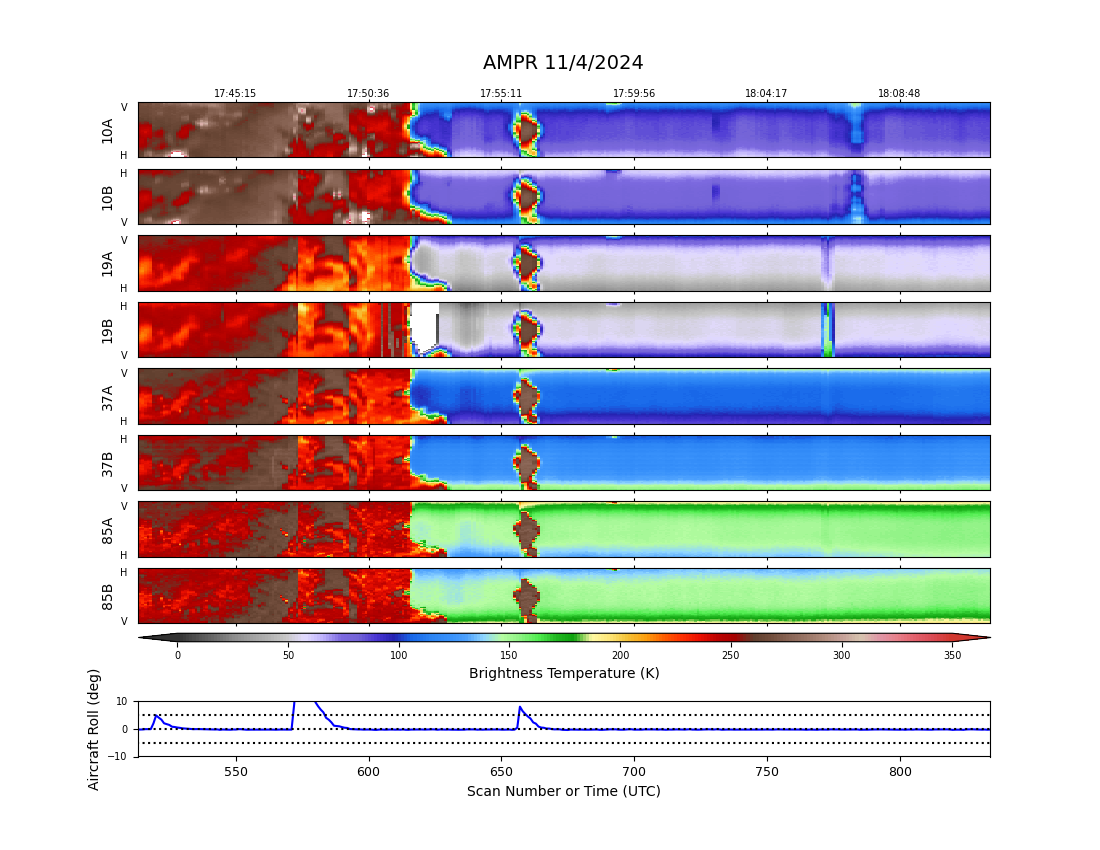 AMPR 11/4/2024
17:45:15 17:50:36 17:55:11 17:59:56 18:04:17 18:08:48
V
10A
H
H
10B
V
V
19A
H
H
19B
V
V
37A
H
H
37B
V
V
85A
H
H
85B
V
0 50 100 150 200 250 300 350
Brightness Temperature (K)
Aircraft Roll (deg)
10
0
−10
550 600 650 700 750 800
Scan Number or Time (UTC)